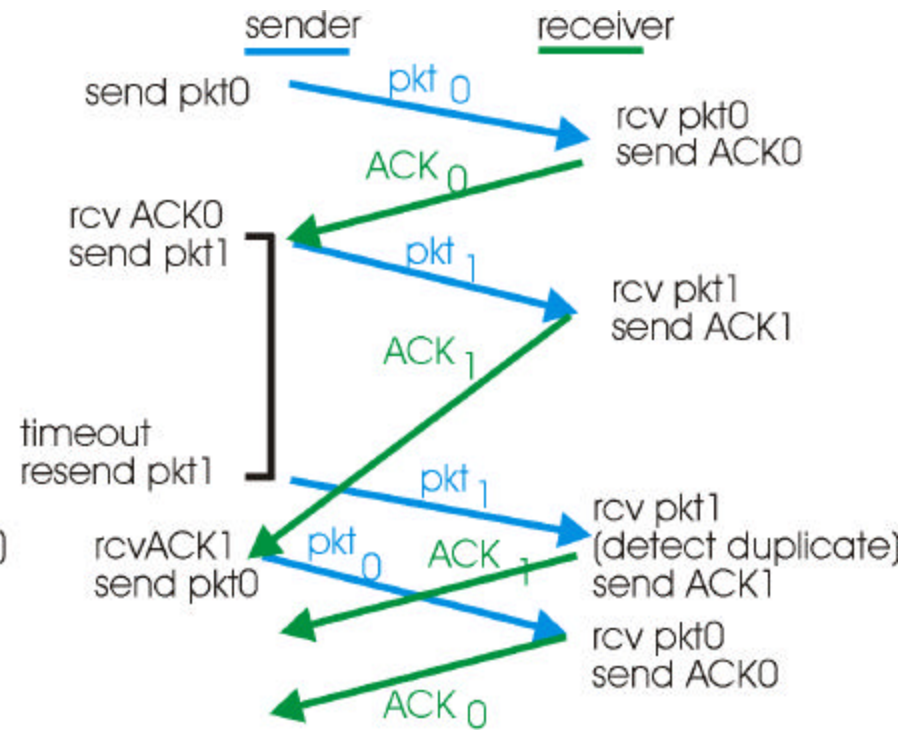 sender
receiver
send pkt0
pkt 0
rcv pkt0
send ACK0
ACK 0
rcv ACK0
send pkt1
pkt 1
rcv pkt1
send ACK1
ACK 1
timeout
resend pkt1
pkt 1
rcv pkt1
(detect duplicate)
send ACK1
)
rcvACK1
send pkt0
pkt 0
ACK 1
rcv pkt0
send ACK0
ACK 0